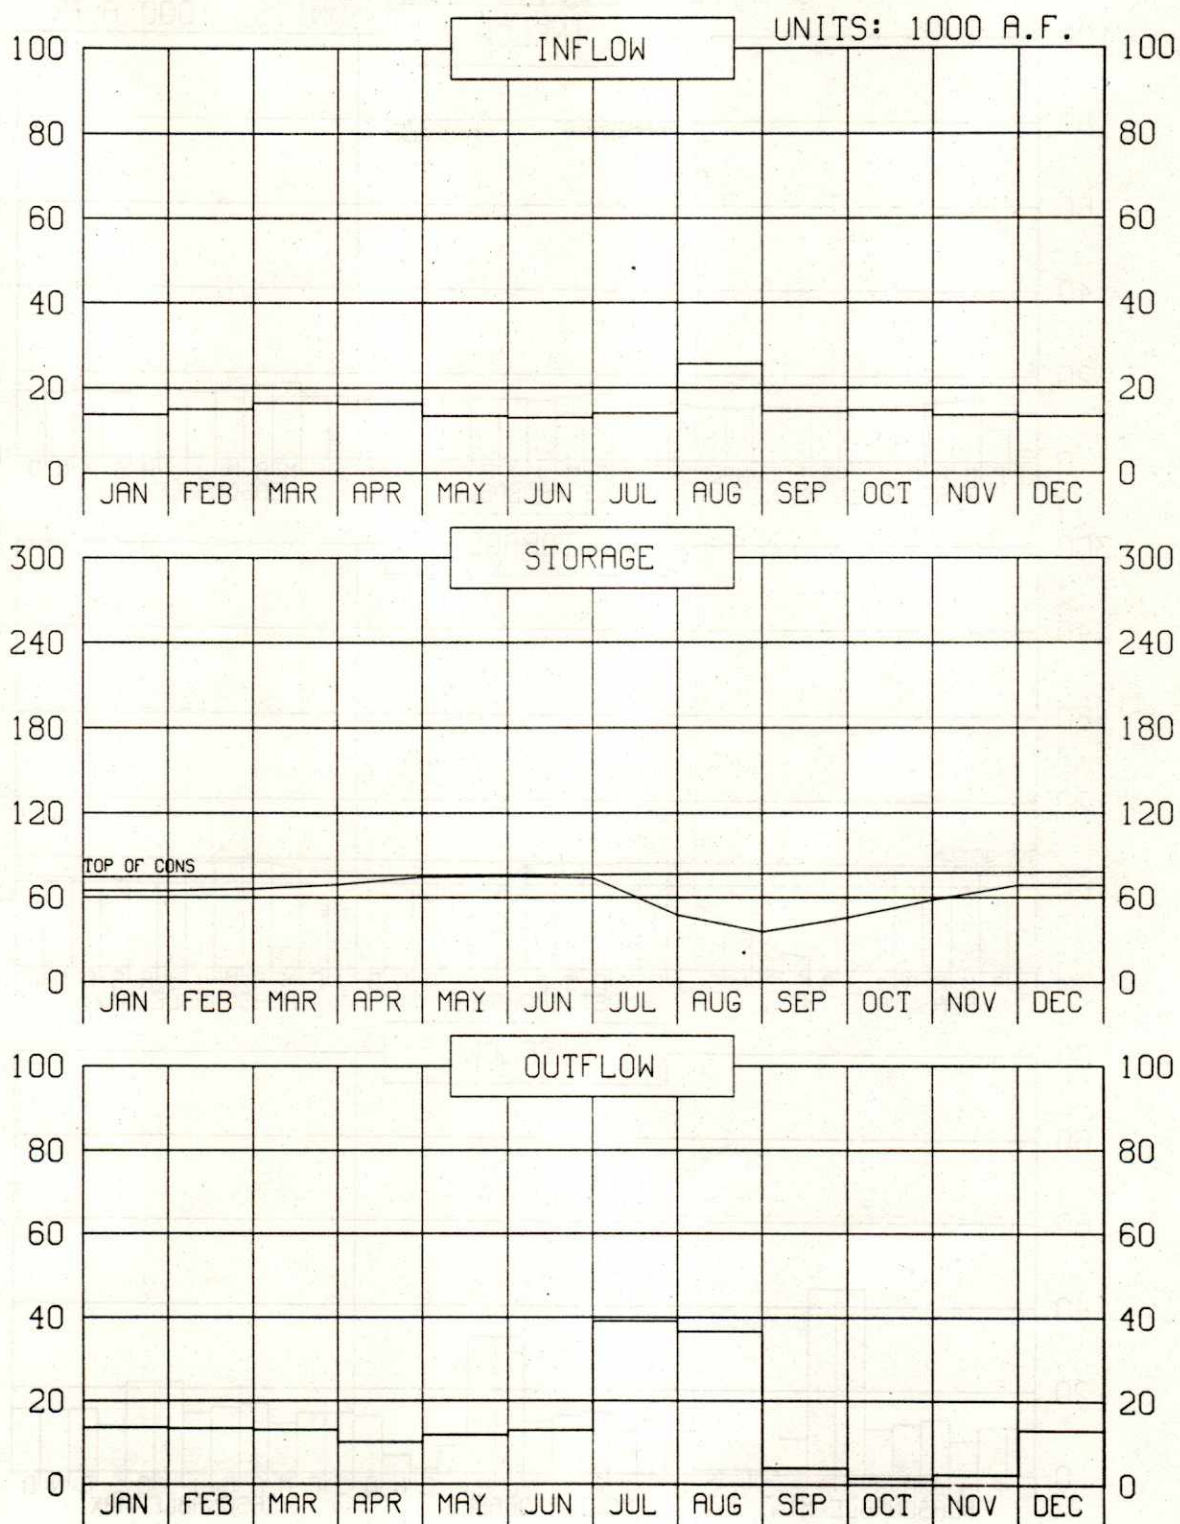 UNITS: 1000 A.F.
INFLOW
100 100
80 80
60 60
40 40
20 20
0 0
JAN FEB MAR APR MAY JUN JUL AUG SEP OCT NOV DEC
STORAGE
300 300
240 240
180 180
120 120
TOP OF CONS
60 60
0 0
JAN FEB MAR APR MAY JUN JUL AUG SEP OCT NOV DEC
OUTFLOW
100 100
80 80
60 60
40 40
20 20
0 0
JAN FEB MAR APR MAY JUN JUL AUG SEP OCT NOV DEC